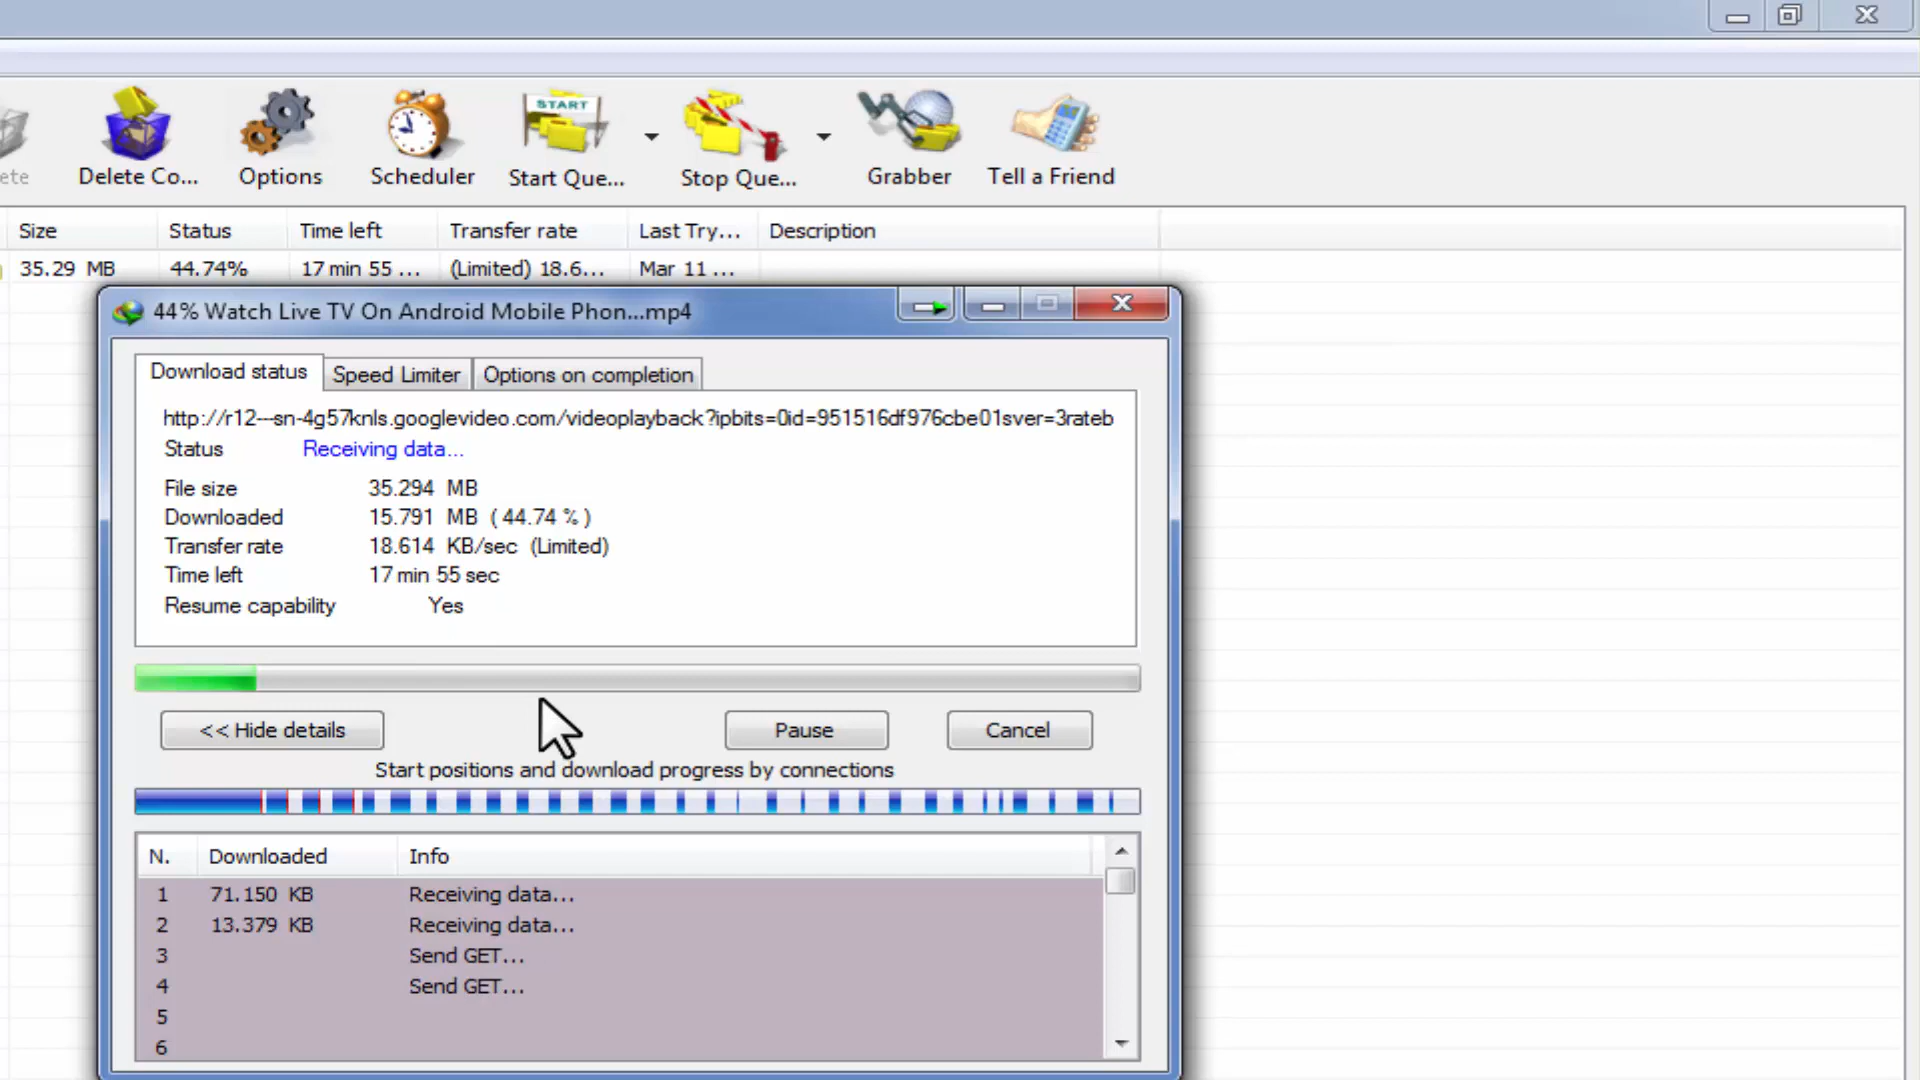 ete
Delete Co...
Options
Scheduler
START
Start Que...
Stop Que...
Grabber
Tell a Friend
Size Status Time left Transfer rate Last Try... Description
35.29 MB 44.74% 17 min 55 ... (Limited) 18.6... Mar 11 ...
44% Watch Live TV On Android Mobile Phon...mp4
Download status Speed Limiter Options on completion
http://r12---sn-4g57knls.googlevideo.com/videoplayback?ipbits=0id=951516df976cbe01sver=3rateb
Status Receiving data...
File size 35.294 MB
Downloaded 15.791 MB ( 44.74 % )
Transfer rate 18.614 KB/sec (Limited)
Time left 17 min 55 sec
Resume capability Yes
<< Hide details Pause Cancel
Start positions and download progress by connections
N. Downloaded Info
1 71.150 KB Receiving data...
2 13.379 KB Receiving data...
3 Send GET...
4 Send GET...
5
6